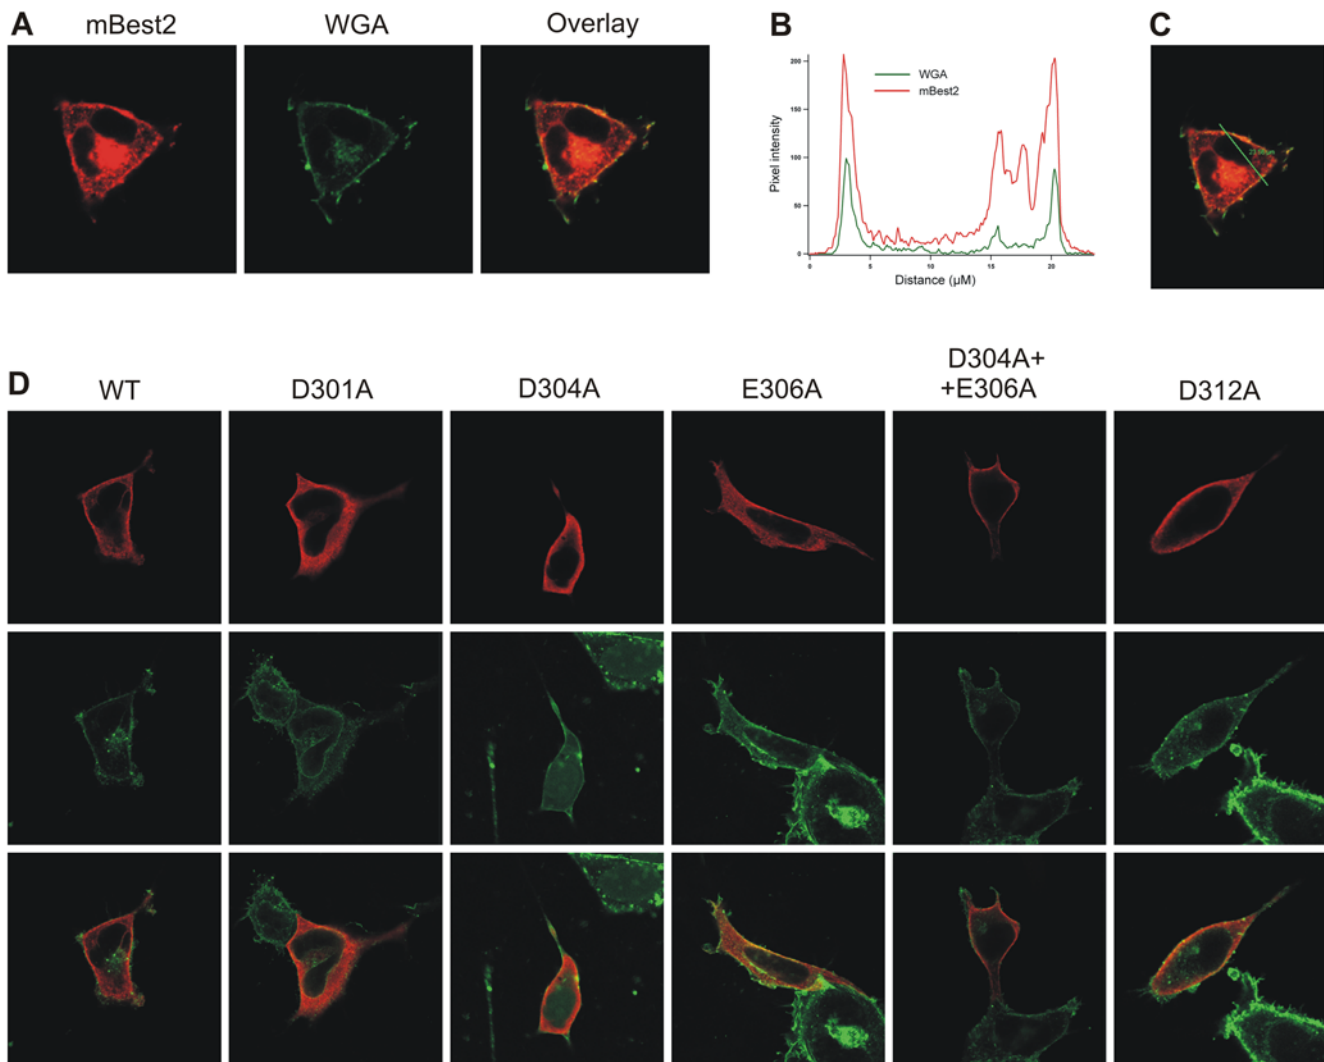 A
mBest2
WGA
Overlay
B
200
150
100
50
0
Pixel intensity
WGA
mBest2
0
5
10
15
20
Distance (µM)
C
D
WT
D301A
D304A
E306A
D304A+
+E306A
D312A